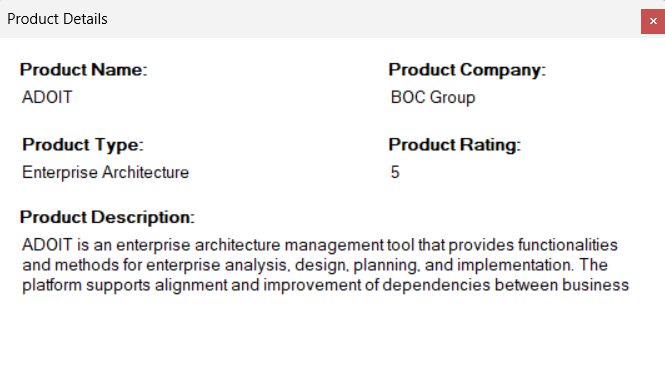 Product Details
Product Name:
ADOIT
Product Company:
BOC Group
Product Type:
Enterprise Architecture
Product Rating:
5
Product Description:
ADOIT is an enterprise architecture management tool that provides functionalities
and methods for enterprise analysis, design, planning, and implementation. The
platform supports alignment and improvement of dependencies between business